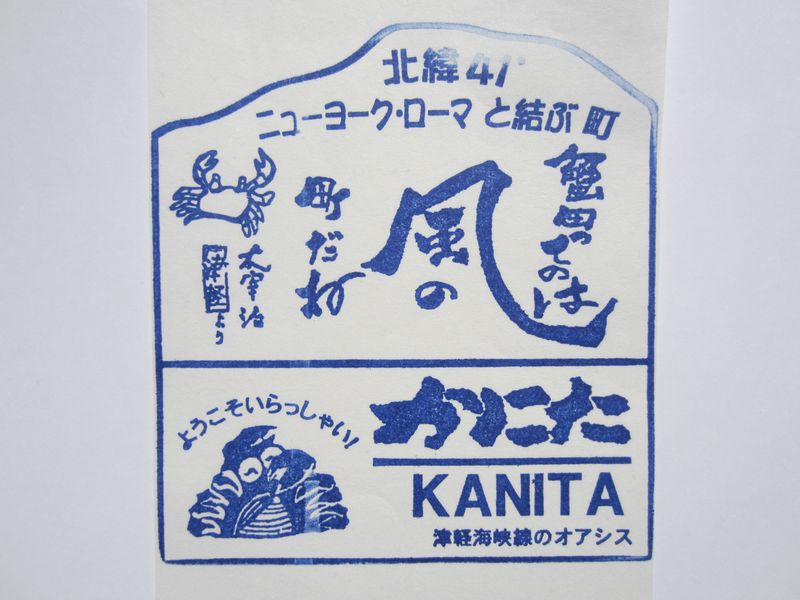 北緯41°
ニューヨーク・ローマと結ぶ町
蟹田ってのは
風の
町だね
太宰治
「津軽」より
ようこそいらっしゃい!
かにた
KANITA
津軽海峡線のオアシス